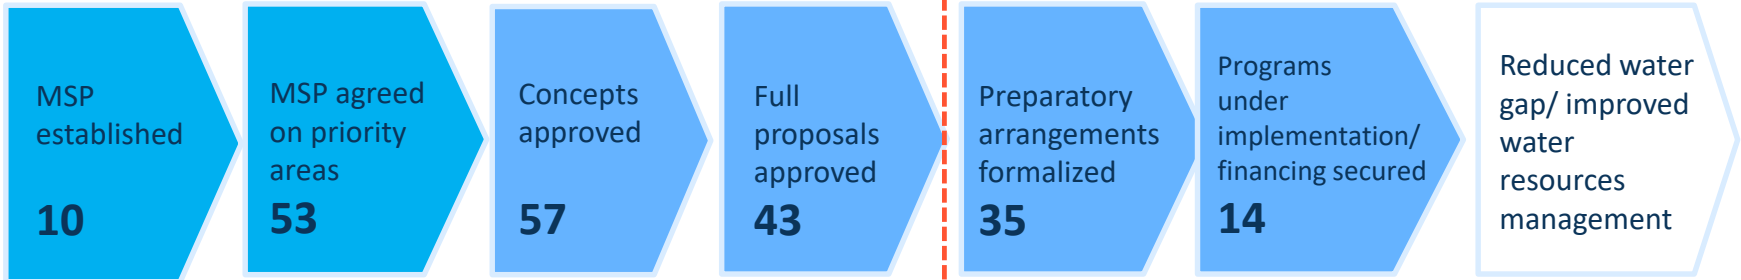 MSP
established
10
MSP agreed
on priority
areas
53
Concepts
approved
57
Full
proposals
approved
43
Preparatory
arrangements
formalized
35
Programs
under
implementation/
financing secured
14
Reduced water
gap/ improved
water
resources
management